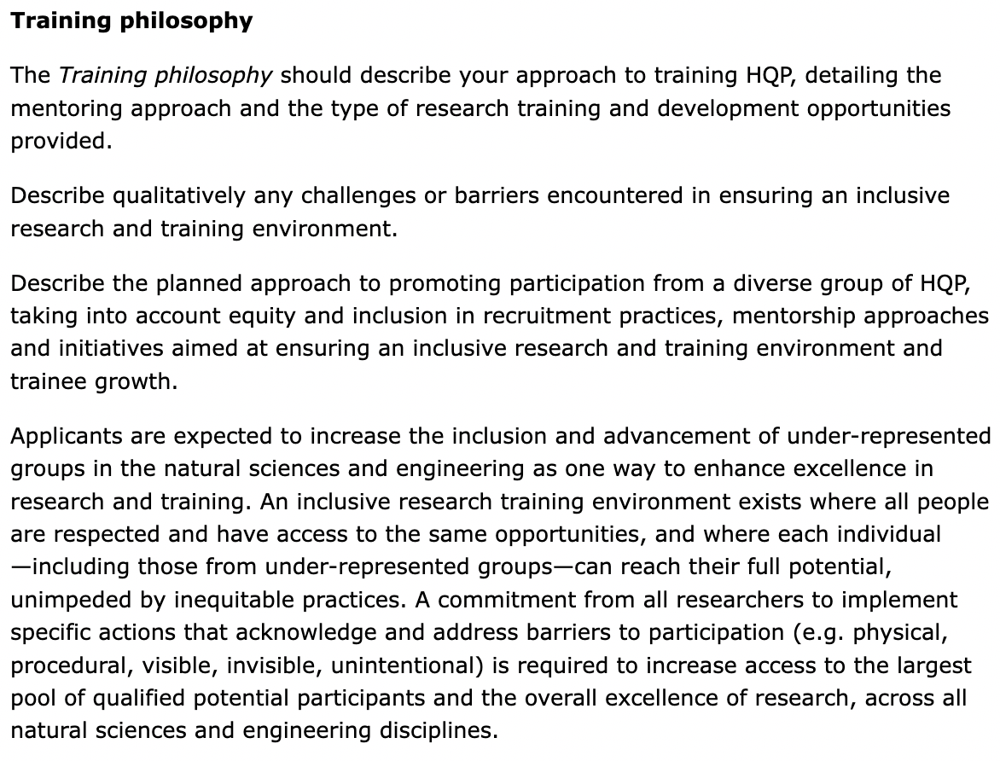 Training philosophy
The Training philosophy should describe your approach to training HQP, detailing the
mentoring approach and the type of research training and development opportunities
provided.
Describe qualitatively any challenges or barriers encountered in ensuring an inclusive
research and training environment.
Describe the planned approach to promoting participation from a diverse group of HQP,
taking into account equity and inclusion in recruitment practices, mentorship approaches
and initiatives aimed at ensuring an inclusive research and training environment and
trainee growth.
Applicants are expected to increase the inclusion and advancement of under-represented
groups in the natural sciences and engineering as one way to enhance excellence in
research and training. An inclusive research training environment exists where all people
are respected and have access to the same opportunities, and where each individual
—including those from under-represented groups—can reach their full potential,
unimpeded by inequitable practices. A commitment from all researchers to implement
specific actions that acknowledge and address barriers to participation (e.g. physical,
procedural, visible, invisible, unintentional) is required to increase access to the largest
pool of qualified potential participants and the overall excellence of research, across all
natural sciences and engineering disciplines.